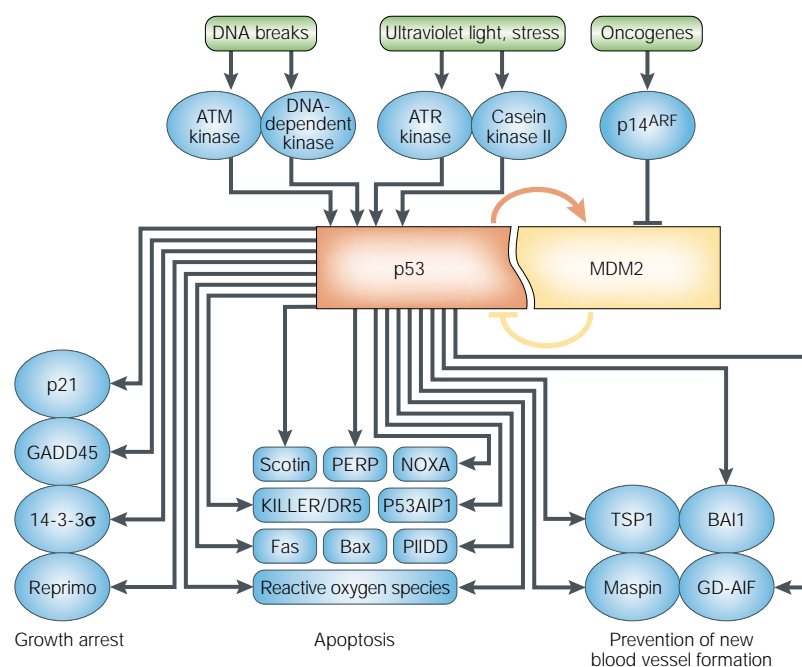 DNA breaks
Ultraviolet light, stress
Oncogenes
ATM
kinase
DNA-
dependent
kinase
ATR
kinase
Casein
kinase II
p14ARF
p53
MDM2
p21
GADD45
14-3-3σ
Reprimo
Growth arrest
Scotin
PERP
NOXA
KILLER/DR5
P53AIP1
Fas
Bax
PIIDD
Reactive oxygen species
Apoptosis
TSP1
BAI1
Maspin
GD-AIF
Prevention of new
blood vessel formation